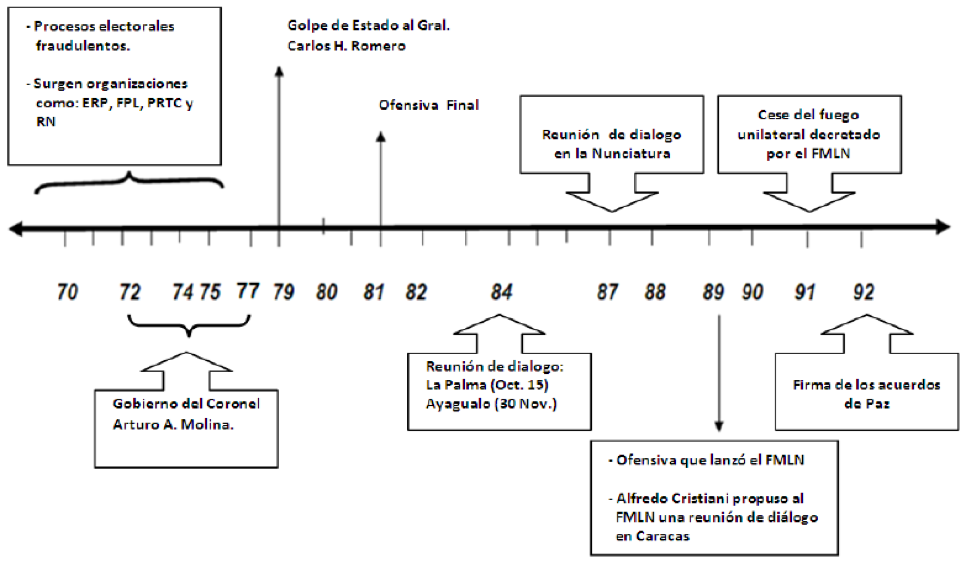 - Procesos electorales
fraudulentos.
- Surgen organizaciones
como: ERP, FPL, PRTC y
RN
Golpe de Estado al Gral.
Carlos H. Romero
Ofensiva Final
Reunión de dialogo
en la Nunciatura
Cese del fuego
unilateral decretado
por el FMLN
70 72 74 75 77 79 80 81 82 84 87 88 89 90 91 92
Gobierno del Coronel
Arturo A. Molina.
Reunión de dialogo:
La Palma (Oct. 15)
Ayagualo (30 Nov.)
- Ofensiva que lanzó el FMLN
- Alfredo Cristiani propuso al
FMLN una reunión de diálogo
en Caracas
Firma de los acuerdos
de Paz